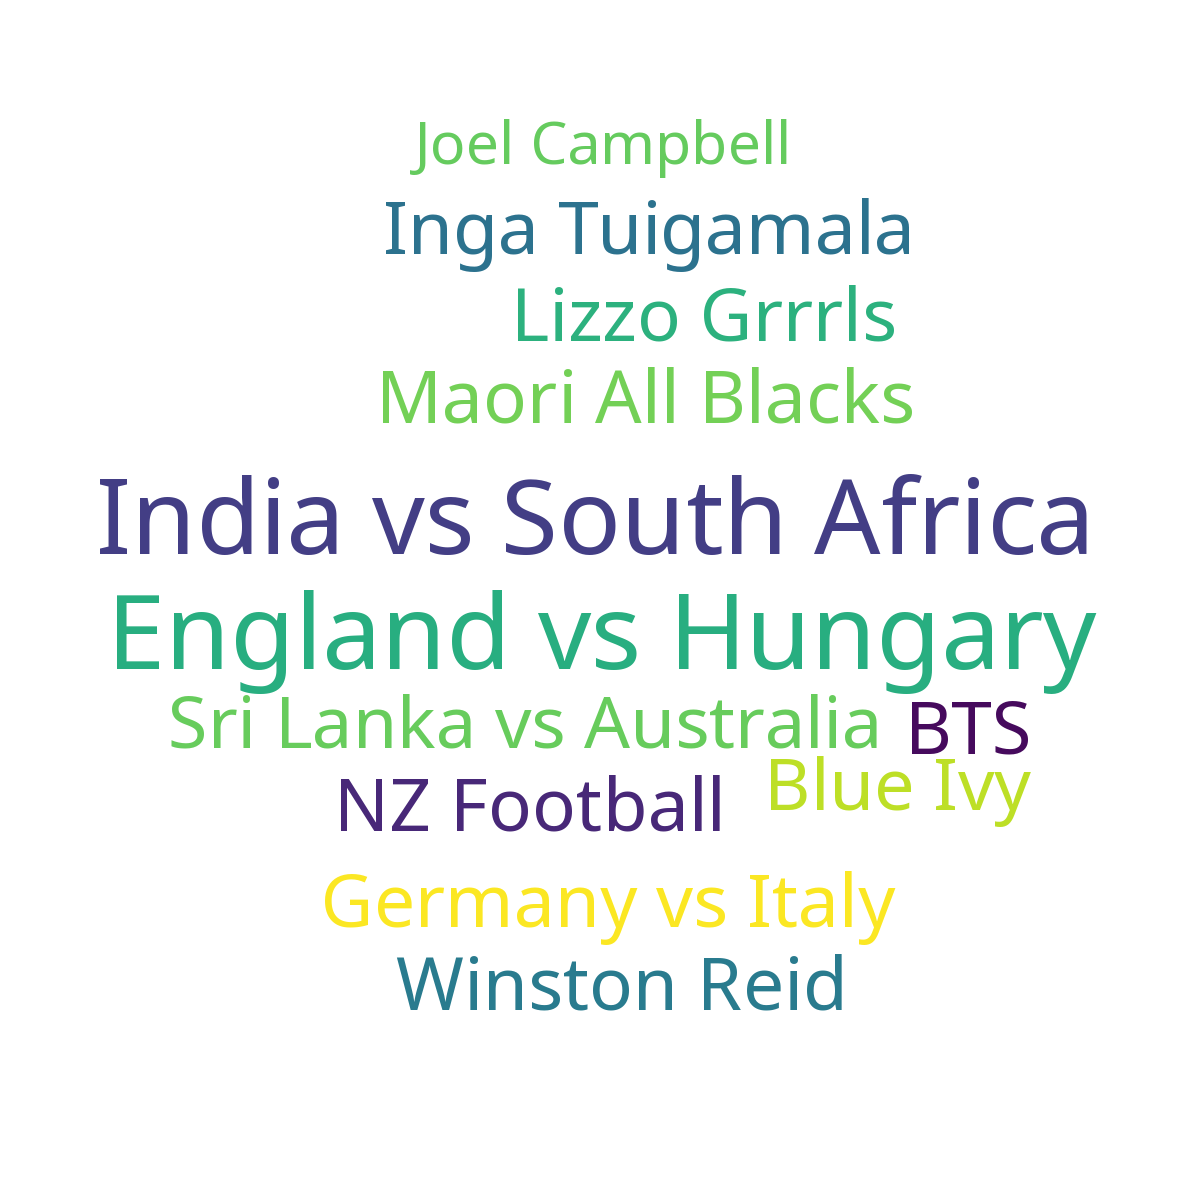 Joel Campbell
Inga Tuigamala
Lizzo Grrrls
Maori All Blacks
India vs South Africa
England vs Hungary
Sri Lanka vs Australia
BTS
Blue Ivy
NZ Football
Germany vs Italy
Winston Reid